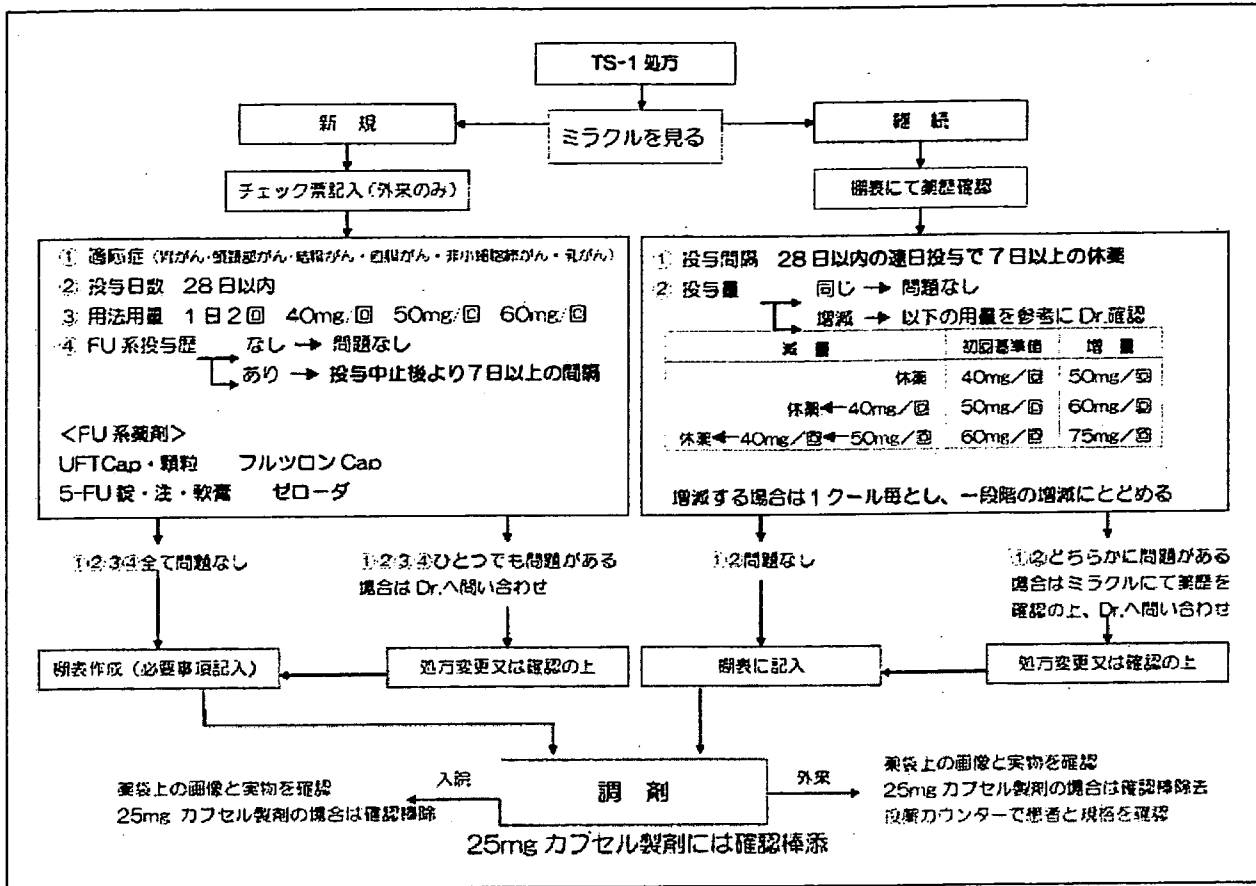 TS-1 処方
新 規
ミラクルを見る
継 続
チェック票記入(外来のみ)
棚表にて薬歴確認
① 適応症(胃がん・頭頸部がん・結腸がん・直腸がん・非小細胞肺がん・乳がん)
② 投与日数 28日以内
③ 用法用量 1日2回 40mg/回 50mg/回 60mg/回
④ FU系投与歴 なし → 問題なし
あり → 投与中止後より7日以上の間隔
<FU系薬剤>
UFTCap・顆粒 フルツロンCap
5-FU錠・注・軟膏 ゼローダ
① 投与間隔 28日以内の連日投与で7日以上の休薬
② 投与量 同じ → 問題なし
増減 → 以下の用量を参考にDr.確認
減 量 初回基準値 増 量
休薬 40mg/回 50mg/回
休薬←40mg/回 50mg/回 60mg/回
休薬←40mg/回←50mg/回 60mg/回 75mg/回
増減する場合は1クール毎とし、一段階の増減にとどめる
①②③④全て問題なし
①②③④ひとつでも問題がある
場合はDr.へ問い合わせ
①②問題なし
①②どちらかに問題がある
場合はミラクルにて薬歴を
確認の上、Dr.へ問い合わせ
棚表作成(必要事項記入)
処方変更又は確認の上
棚表に記入
処方変更又は確認の上
入院
調 剤
外来
薬袋上の画像と実物を確認
25mg カプセル製剤の場合は確認棒除
薬袋上の画像と実物を確認
25mg カプセル製剤の場合は確認棒除去
投薬カウンターで患者と規格を確認
25mg カプセル製剤には確認棒添